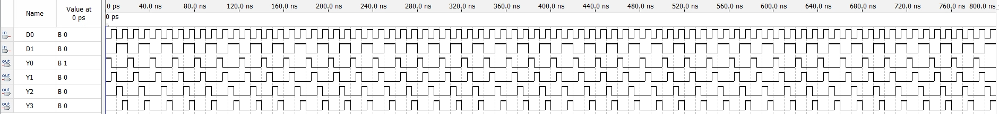 Name
Value at
0 ps
0 ps 40.0 ns 80.0 ns 120.0 ns 160.0 ns 200.0 ns 240.0 ns 280.0 ns 320.0 ns 360.0 ns 400.0 ns 440.0 ns 480.0 ns 520.0 ns 560.0 ns 600.0 ns 640.0 ns 680.0 ns 720.0 ns 760.0 ns 800.0 ns
0 ps
in D0 B 0
in D1 B 0
out Y0 B 1
out Y1 B 0
out Y2 B 0
out Y3 B 0